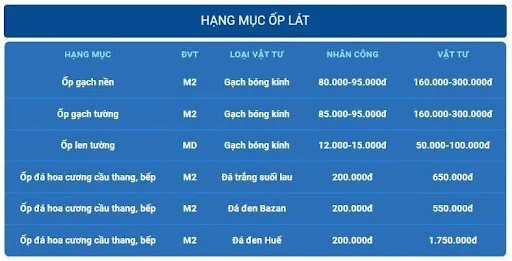 HẠNG MỤC ỐP LÁT
HẠNG MỤC ĐVT LOẠI VẬT TƯ NHÂN CÔNG VẬT TƯ
Ốp gạch nền M2 Gạch bóng kính 80.000-95.000đ 160.000-300.000đ
Ốp gạch tường M2 Gạch bóng kính 85.000-95.000đ 160.000-300.000đ
Ốp len tường MD Gạch bóng kính 12.000-15.000đ 50.000-100.000đ
Ốp đá hoa cương cầu thang, bếp M2 Đá trắng suối lau 200.000đ 650.000đ
Ốp đá hoa cương cầu thang, bếp M2 Đá đen Bazan 200.000đ 550.000đ
Ốp đá hoa cương cầu thang, bếp M2 Đá đen Huế 200.000đ 1.750.000đ